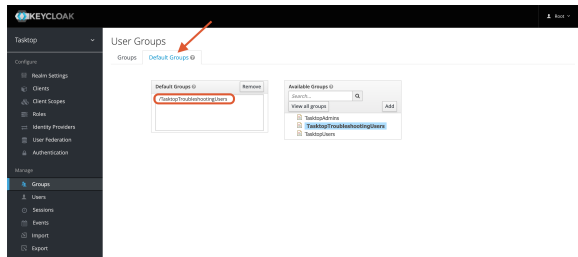 KEYCLOAK
Root
Tasktop
Configure
Realm Settings
Clients
Client Scopes
Roles
Identity Providers
User Federation
Authentication
Manage
Groups
Users
Sessions
Events
Import
Export
User Groups
Groups Default Groups
Default Groups Remove
/TasktopTroubleshootingUsers
Available Groups
Search...
View all groups Add
TasktopAdmins
TasktopTroubleshootingUsers
TasktopUsers